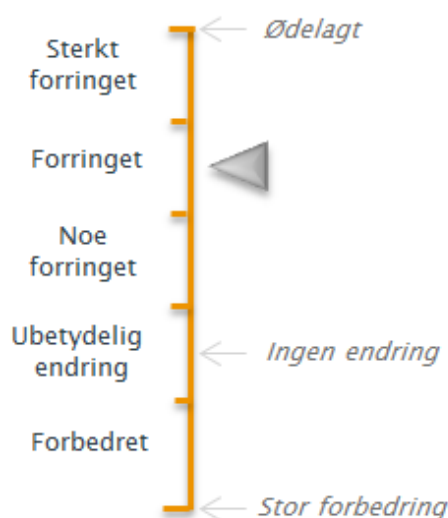 Ødelagt
Sterkt
forringet
Forringet
Noe
forringet
Ubetydelig
endring
Ingen endring
Forbedret
Stor forbedring